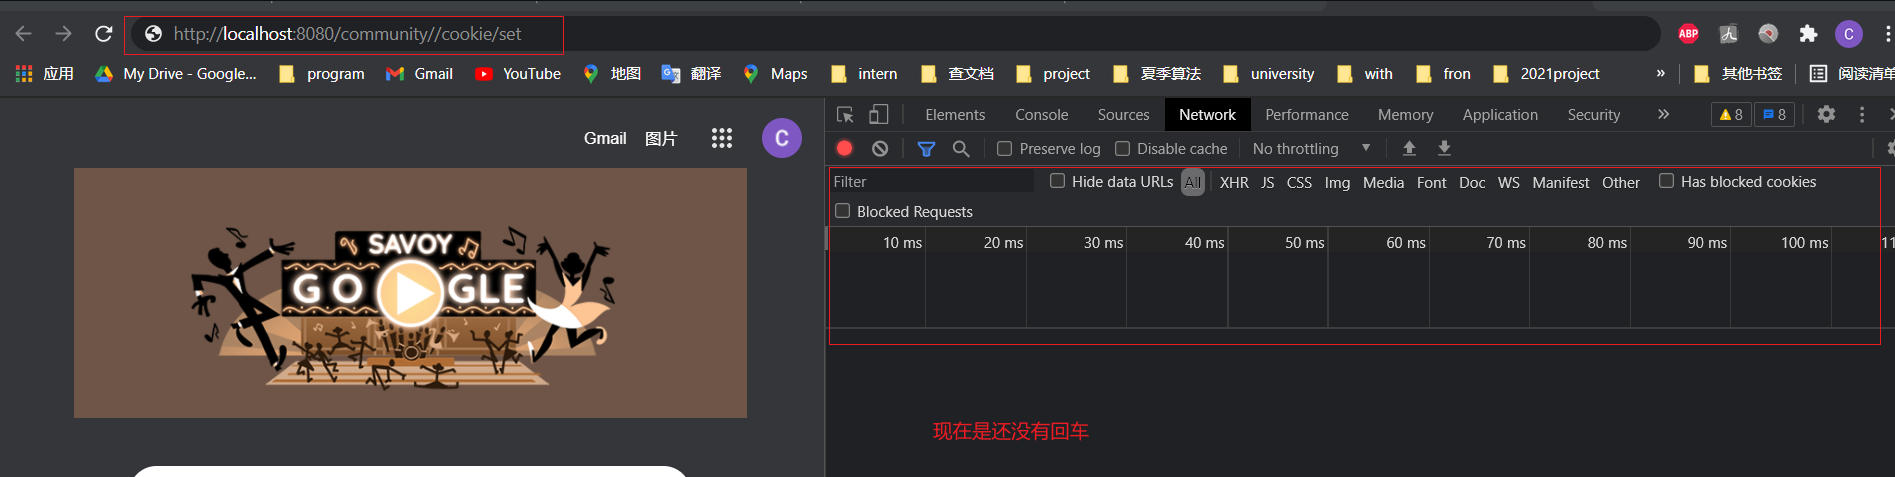 http://localhost:8080/community//cookie/set
ABP
C
应用 My Drive - Google... program Gmail YouTube 地图 翻译 Maps intern 查文档 project 夏季算法 university with fron 2021project » 其他书签 阅读清单
Gmail 图片 C
Elements Console Sources Network Performance Memory Application Security » 8 8
Preserve log Disable cache No throttling
Filter Hide data URLs All XHR JS CSS Img Media Font Doc WS Manifest Other Has blocked cookies
Blocked Requests
10 ms 20 ms 30 ms 40 ms 50 ms 60 ms 70 ms 80 ms 90 ms 100 ms 11
SAVOY
GO GLE
现在是还没有回车